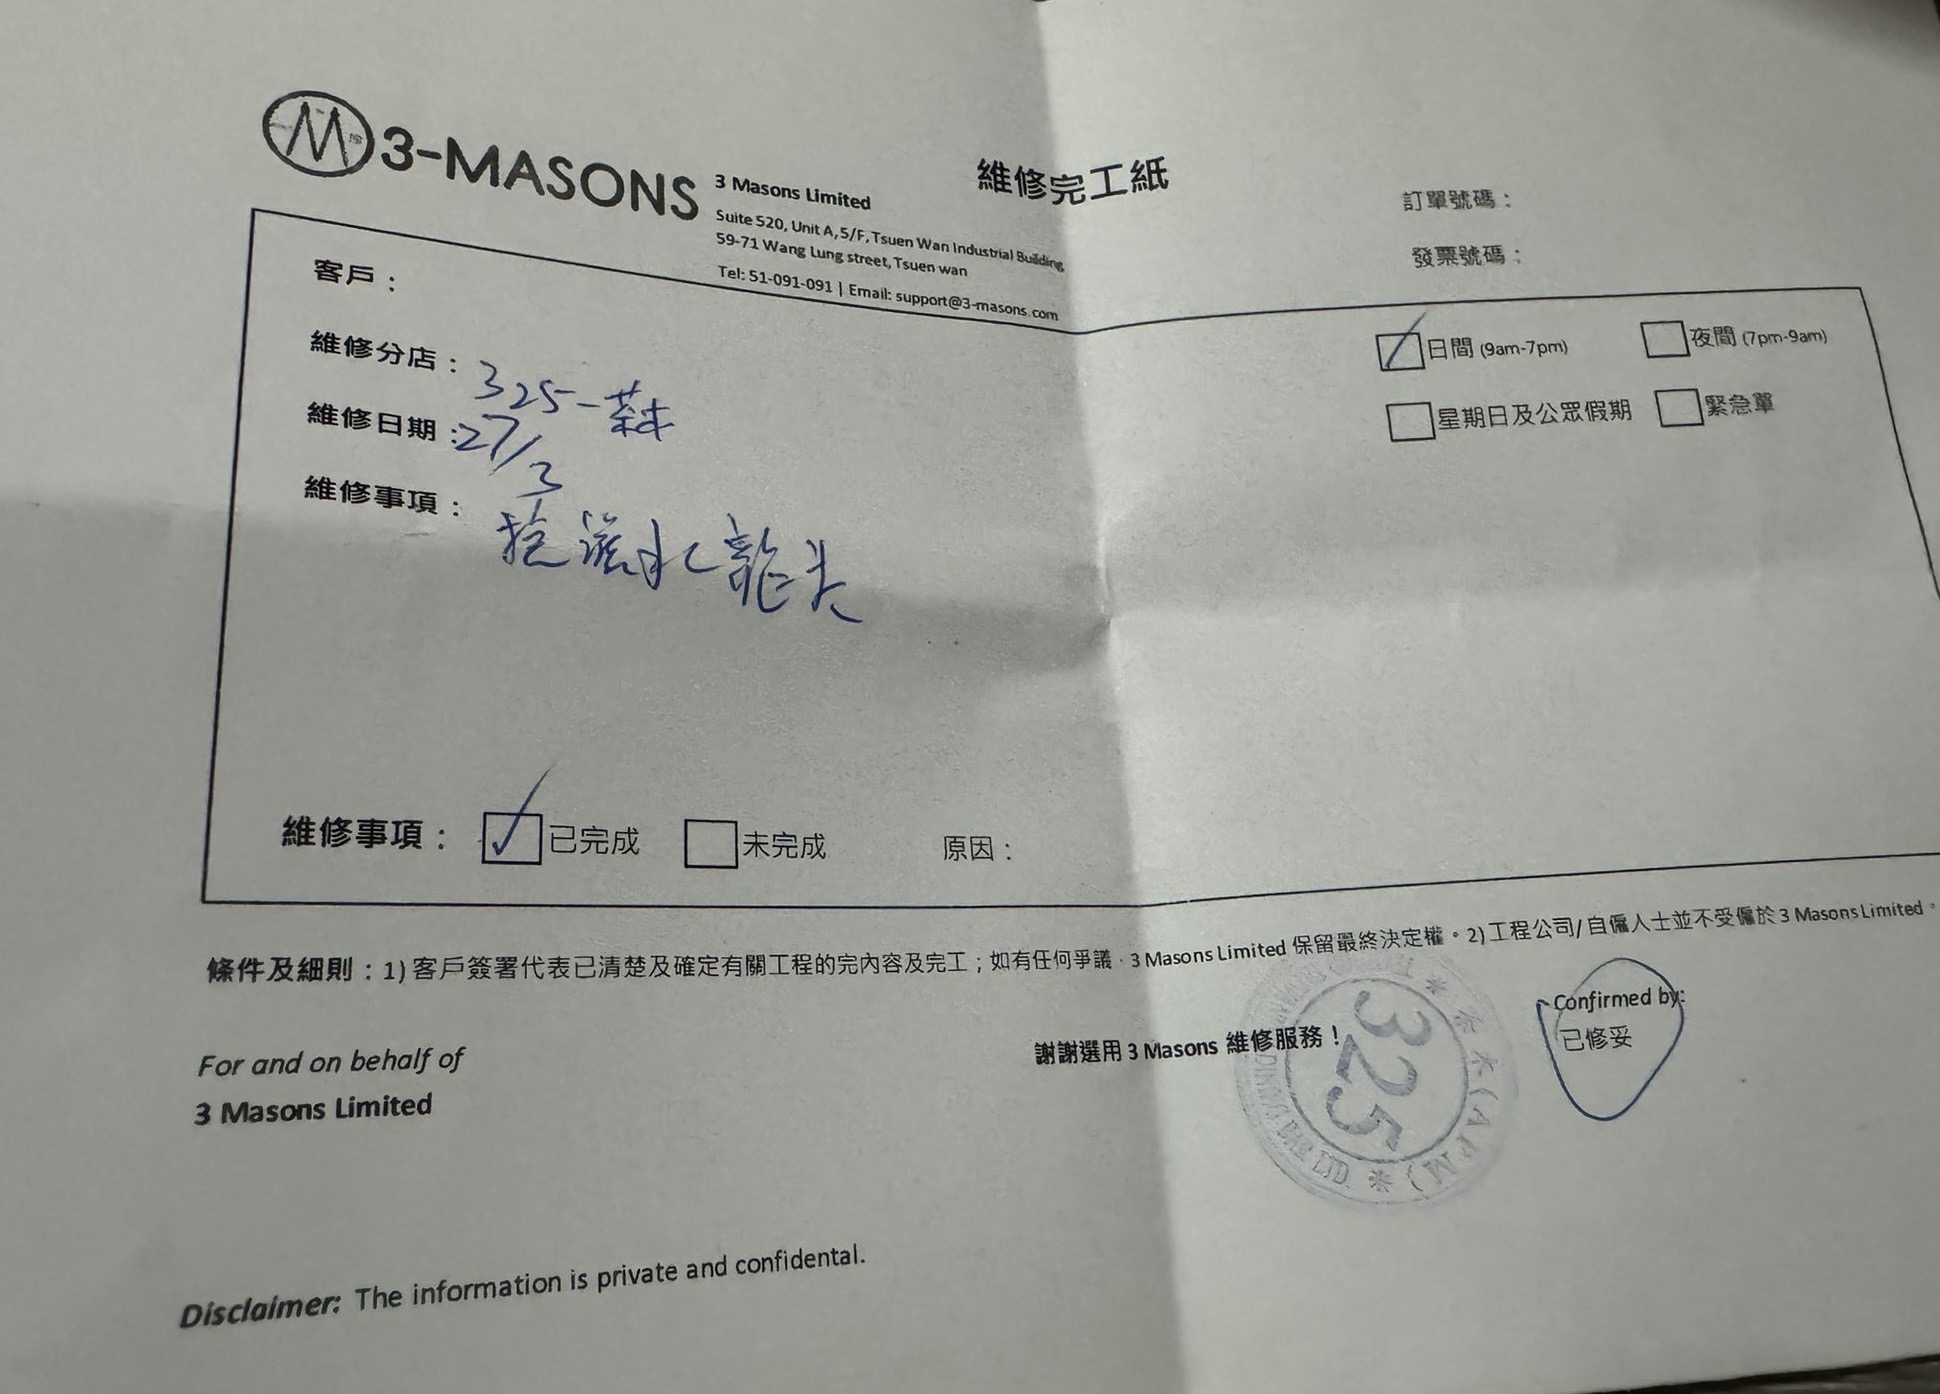 3-MASONS
3 Masons Limited
Suite 520, Unit A, 5/F, Tsuen Wan Industrial Building,
59-71 Wang Lung street, Tsuen wan
Tel: 51-091-091 | Email: support@3-masons.com
維修完工紙
訂單號碼：
發票號碼：
客戶：
維修分店：325-
維修日期：27/3
維修事項：
水龍头
日間 (9am-7pm)
夜間 (7pm-9am)
星期日及公眾假期
緊急單
維修事項： 已完成 未完成 原因：
條件及細則：1) 客戶簽署代表已清楚及確定有關工程的完內容及完工；如有任何爭議，3 Masons Limited 保留最終決定權。2) 工程公司/自僱人士並不受僱於 3 Masons Limited。
For and on behalf of
3 Masons Limited
謝謝選用 3 Masons 維修服務！
325
(APM)
LTD.
Confirmed by:
已修妥
Disclaimer: The information is private and confidental.